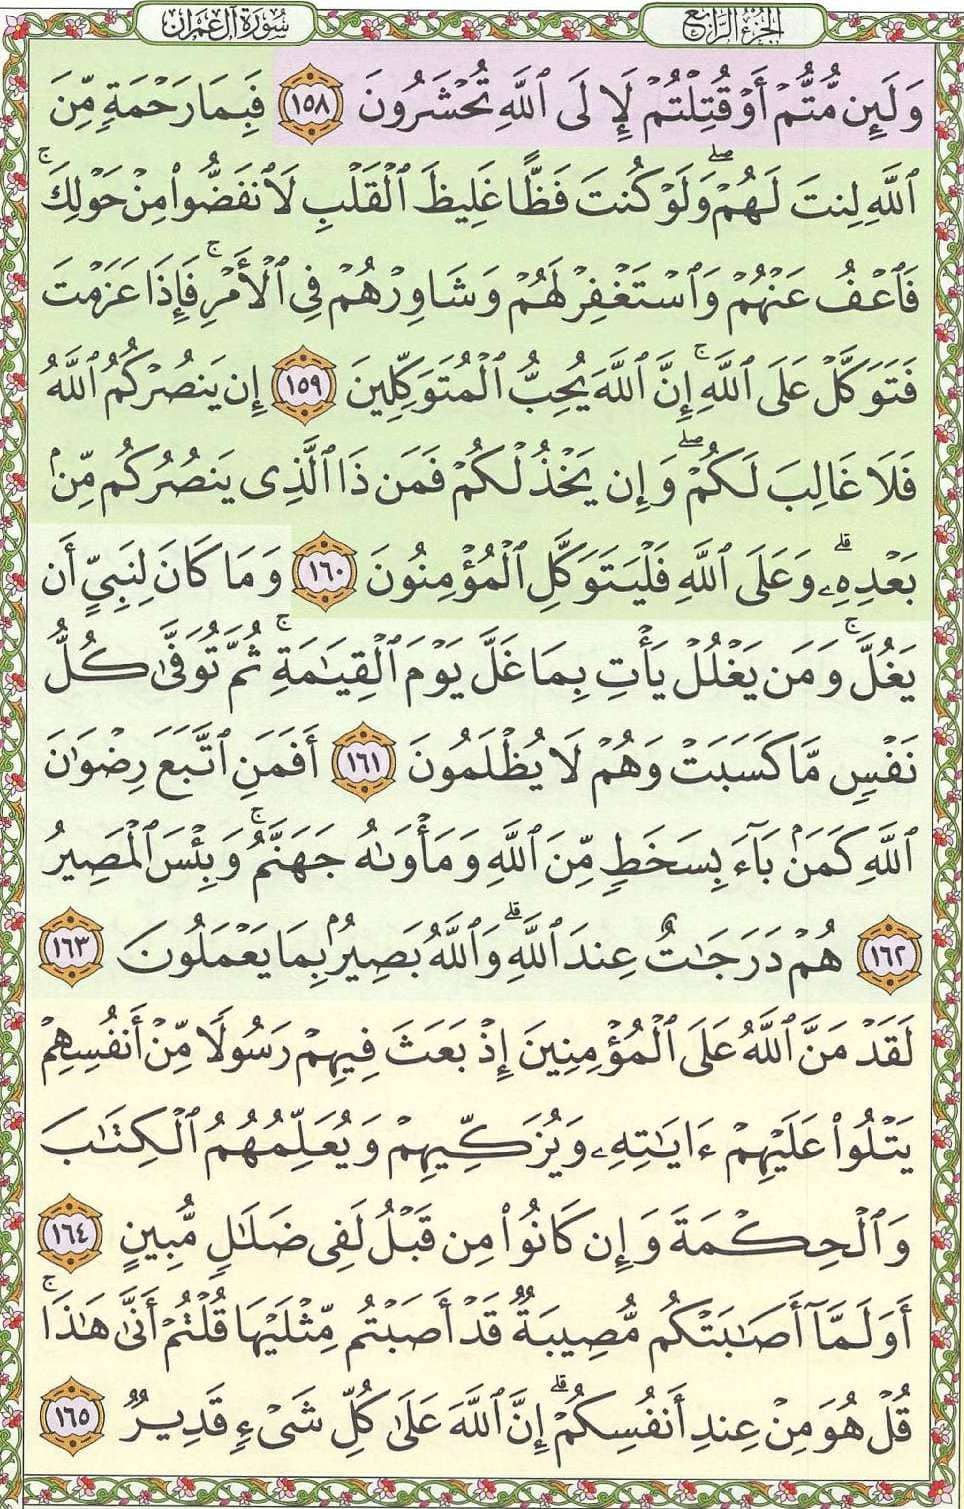 الجزء الرابع
سورة آل عمران
وَلَئِن مُّتُّمْ أَوْ قُتِلْتُمْ لَإِلَى ٱللَّهِ تُحْشَرُونَ ١٥٨ فَبِمَا رَحْمَةٍ مِّنَ
ٱللَّهِ لِنتَ لَهُمْ ۖ وَلَوْ كُنتَ فَظًّا غَلِيظَ ٱلْقَلْبِ لَٱنفَضُّوا۟ مِنْ حَوْلِكَ ۖ
فَٱعْفُ عَنْهُمْ وَٱسْتَغْفِرْ لَهُمْ وَشَاوِرْهُمْ فِى ٱلْأَمْرِ ۖ فَإِذَا عَزَمْتَ
فَتَوَكَّلْ عَلَى ٱللَّهِ ۚ إِنَّ ٱللَّهَ يُحِبُّ ٱلْمُتَوَكِّلِينَ ١٥٩ إِن يَنصُرْكُمُ ٱللَّهُ
فَلَا غَالِبَ لَكُمْ ۖ وَإِن يَخْذُلْكُمْ فَمَن ذَا ٱلَّذِى يَنصُرُكُم مِّنۢ
بَعْدِهِۦ ۗ وَعَلَى ٱللَّهِ فَلْيَتَوَكَّلِ ٱلْمُؤْمِنُونَ ١٦٠ وَمَا كَانَ لِنَبِىٍّ أَن
يَغُلَّ ۚ وَمَن يَغْلُلْ يَأْتِ بِمَا غَلَّ يَوْمَ ٱلْقِيَـٰمَةِ ۚ ثُمَّ تُوَفَّىٰ كُلُّ
نَفْسٍ مَّا كَسَبَتْ وَهُمْ لَا يُظْلَمُونَ ١٦١ أَفَمَنِ ٱتَّبَعَ رِضْوَٰنَ
ٱللَّهِ كَمَنۢ بَآءَ بِسَخَطٍ مِّنَ ٱللَّهِ وَمَأْوَىٰهُ جَهَنَّمُ ۚ وَبِئْسَ ٱلْمَصِيرُ
١٦٢ هُمْ دَرَجَـٰتٌ عِندَ ٱللَّهِ ۗ وَٱللَّهُ بَصِيرٌۢ بِمَا يَعْمَلُونَ ١٦٣
لَقَدْ مَنَّ ٱللَّهُ عَلَى ٱلْمُؤْمِنِينَ إِذْ بَعَثَ فِيهِمْ رَسُولًا مِّنْ أَنفُسِهِمْ
يَتْلُوا۟ عَلَيْهِمْ ءَايَـٰتِهِۦ وَيُزَكِّيهِمْ وَيُعَلِّمُهُمُ ٱلْكِتَـٰبَ
وَٱلْحِكْمَةَ وَإِن كَانُوا۟ مِن قَبْلُ لَفِى ضَلَـٰلٍ مُّبِينٍ ١٦٤
أَوَلَمَّآ أَصَـٰبَتْكُم مُّصِيبَةٌ قَدْ أَصَبْتُم مِّثْلَيْهَا قُلْتُمْ أَنَّىٰ هَـٰذَا ۖ
قُلْ هُوَ مِنْ عِندِ أَنفُسِكُمْ ۗ إِنَّ ٱللَّهَ عَلَىٰ كُلِّ شَىْءٍ قَدِيرٌ ١٦٥